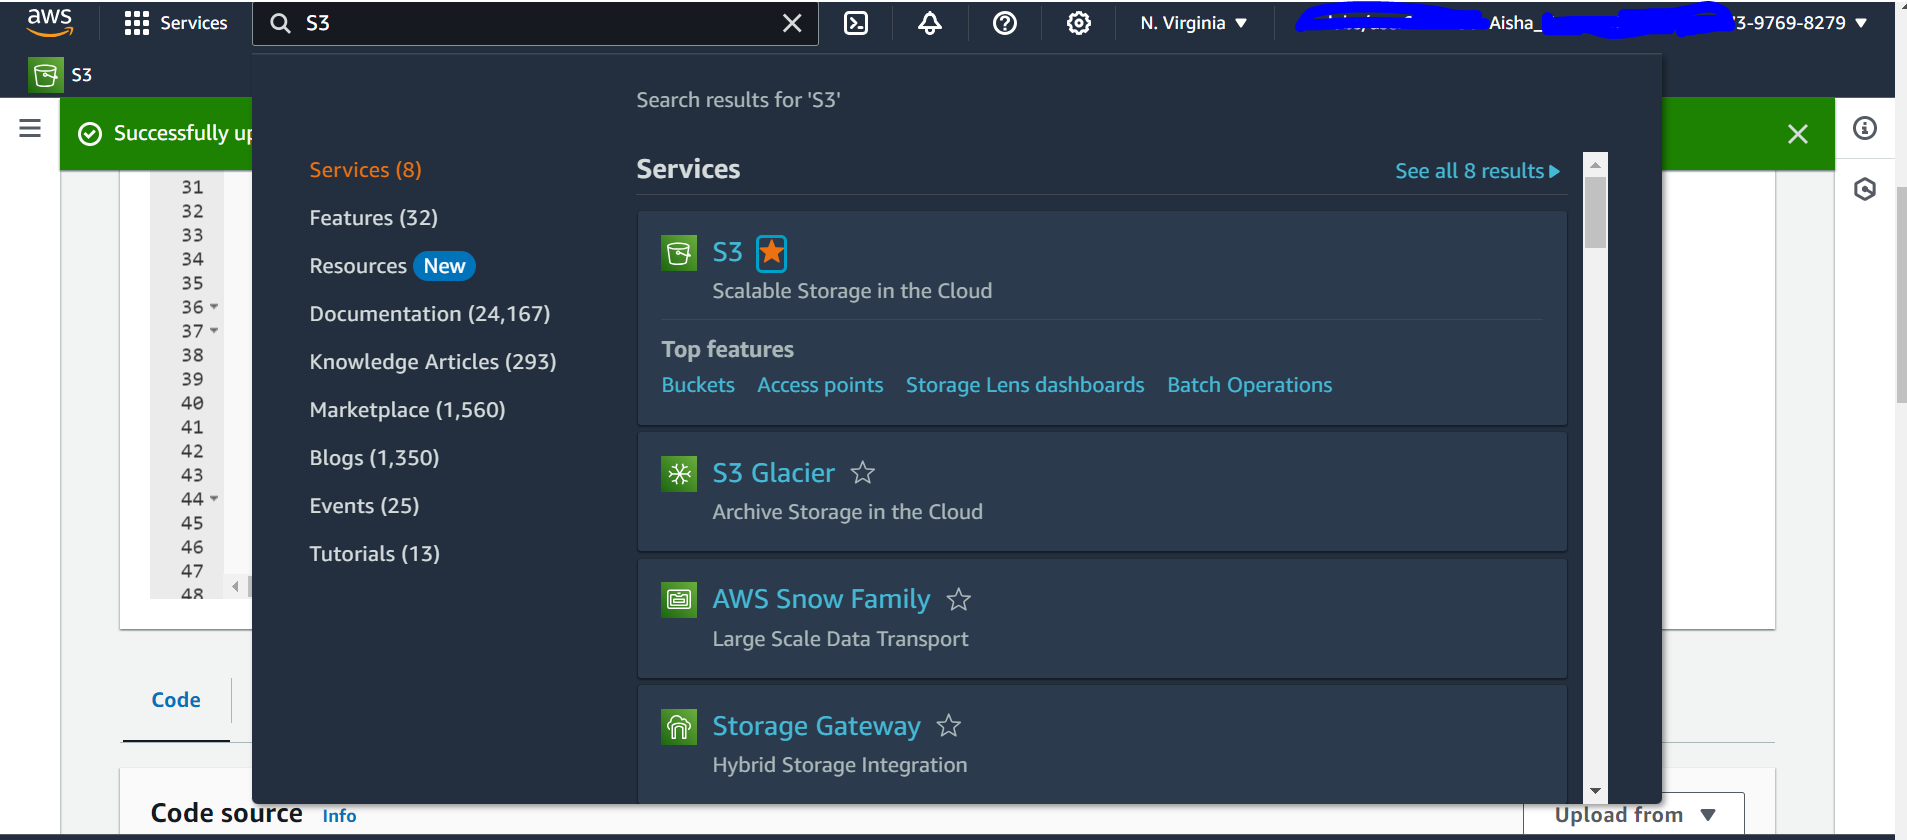 aws
Services
S3
N. Virginia
Aisha_
3-9769-8279
S3
Successfully up
Search results for 'S3'
Services (8)
Features (32)
Resources New
Documentation (24,167)
Knowledge Articles (293)
Marketplace (1,560)
Blogs (1,350)
Events (25)
Tutorials (13)
Services
See all 8 results
S3
Scalable Storage in the Cloud
Top features
Buckets Access points Storage Lens dashboards Batch Operations
S3 Glacier
Archive Storage in the Cloud
AWS Snow Family
Large Scale Data Transport
Storage Gateway
Hybrid Storage Integration
31
32
33
34
35
36
37
38
39
40
41
42
43
44
45
46
47
48
Code
Code source Info
Upload from